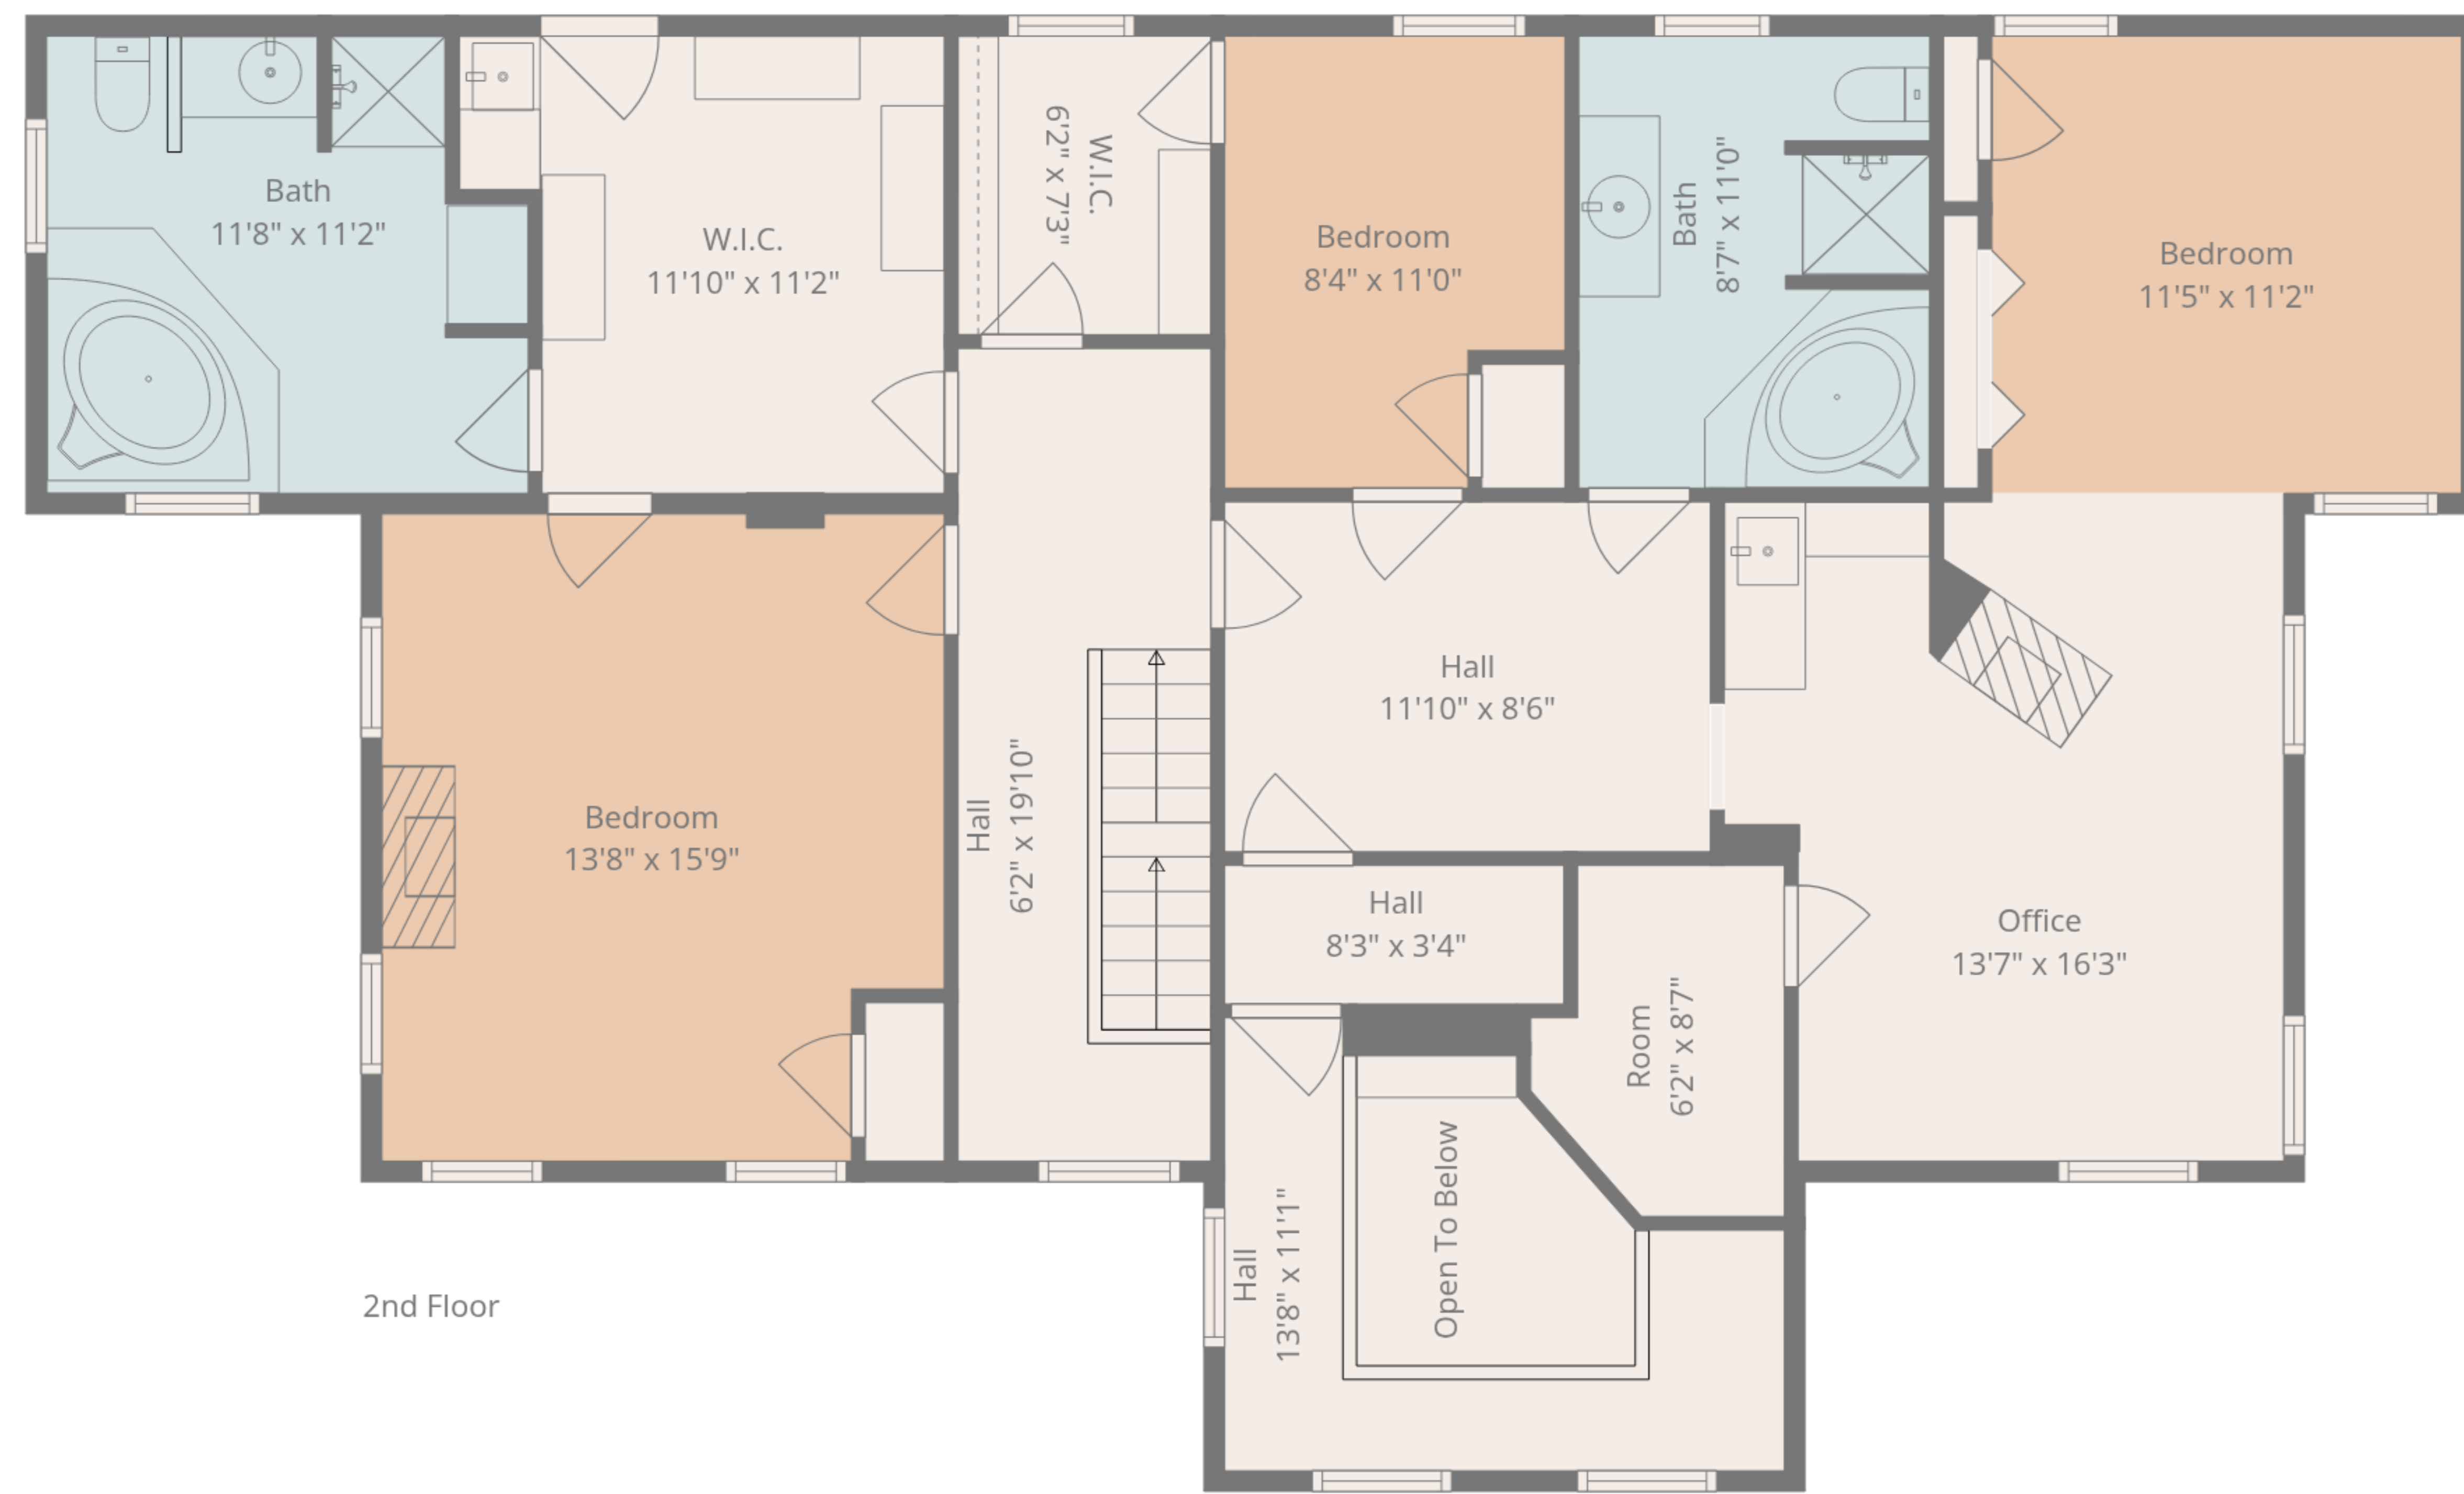 Bath
11'8" x 11'2"
W.I.C.
11'10" x 11'2"
W.I.C.
6'2" x 7'3"
Bedroom
8'4" x 11'0"
Bath
8'7" x 11'0"
Bedroom
11'5" x 11'2"
Bedroom
13'8" x 15'9"
Hall
6'2" x 19'10"
Hall
11'10" x 8'6"
Hall
8'3" x 3'4"
Room
6'2" x 8'7"
Office
13'7" x 16'3"
Hall
13'8" x 11'1"
Open To Below
2nd Floor